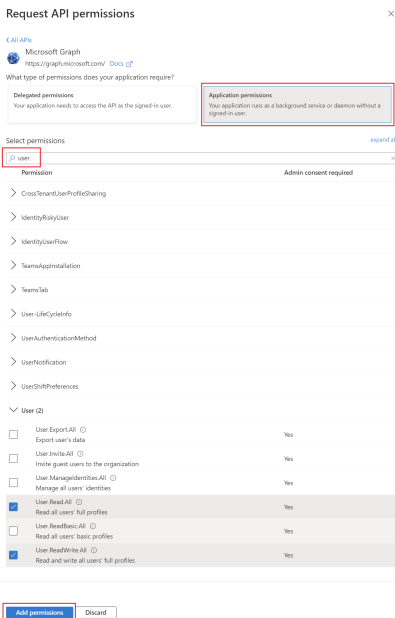 Request API permissions
All APIs
Microsoft Graph
https://graph.microsoft.com/ Docs
What type of permissions does your application require?
Delegated permissions
Your application needs to access the API as the signed-in user.
Application permissions
Your application runs as a background service or daemon without a
signed-in user.
Select permissions
expand all
user.
Permission
Admin consent required
CrossTenantUserProfileSharing
IdentityRiskyUser
IdentityUserFlow
TeamsAppInstallation
TeamsTab
User-LifeCycleInfo
UserAuthenticationMethod
UserNotification
UserShiftPreferences
User (2)
User.Export.All
Export user's data
Yes
User.Invite.All
Invite guest users to the organization
Yes
User.ManageIdentities.All
Manage all users' identities
Yes
User.Read.All
Read all users' full profiles
Yes
User.ReadBasic.All
Read all users' basic profiles
Yes
User.ReadWrite.All
Read and write all users' full profiles
Yes
Add permissions
Discard